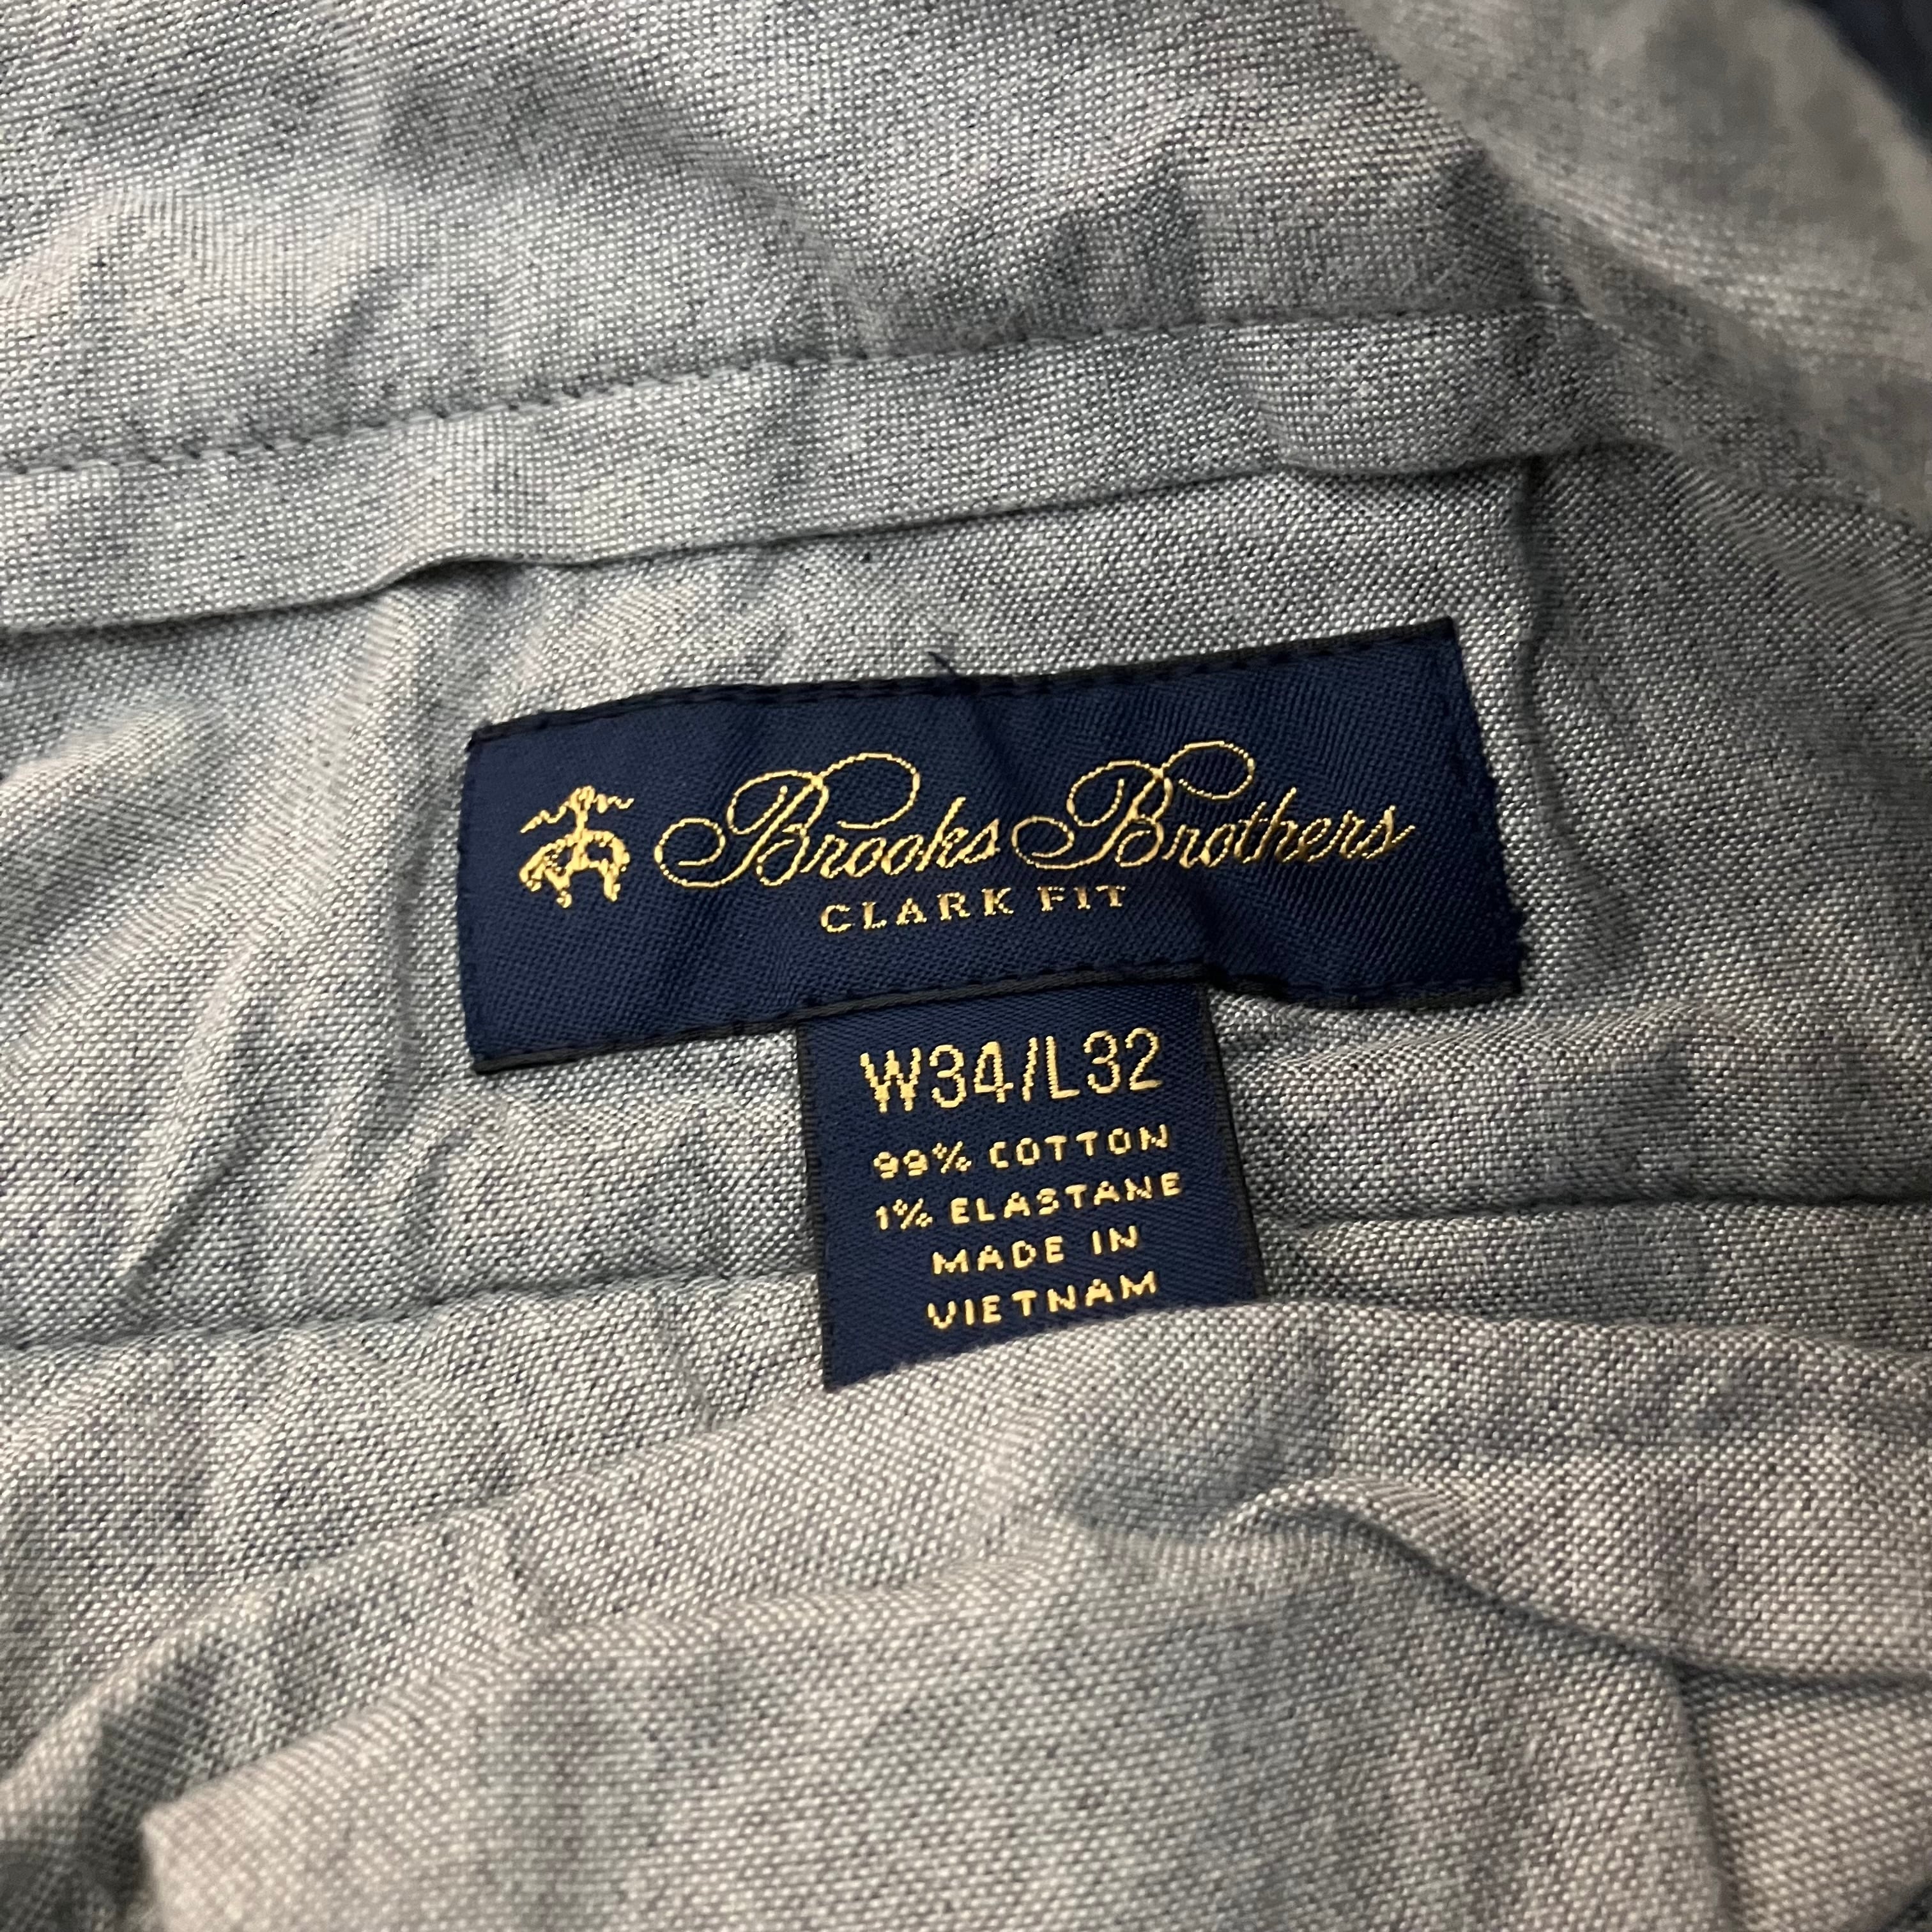 Brooks Brothers
CLARK FIT
W34/L32
99% COTTON
1% ELASTANE
MADE IN
VIETNAM